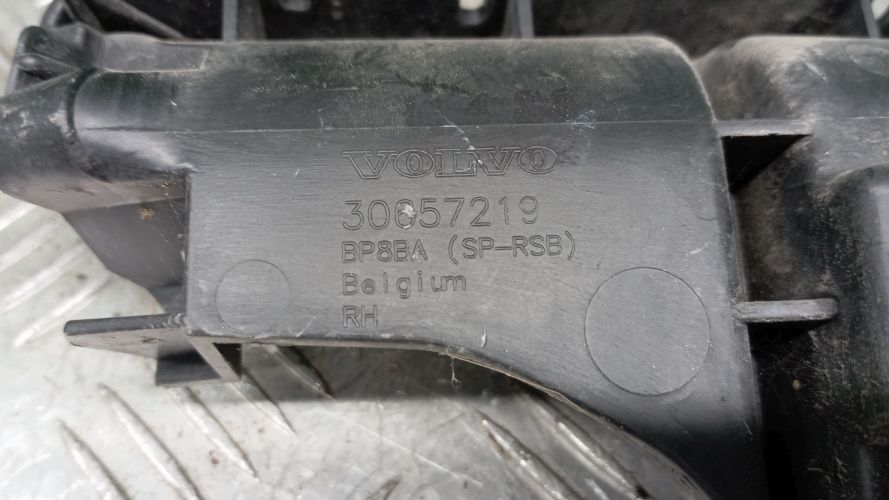 VOLVO
30657219
BP8BA (SP-RSB)
Belgium
RH